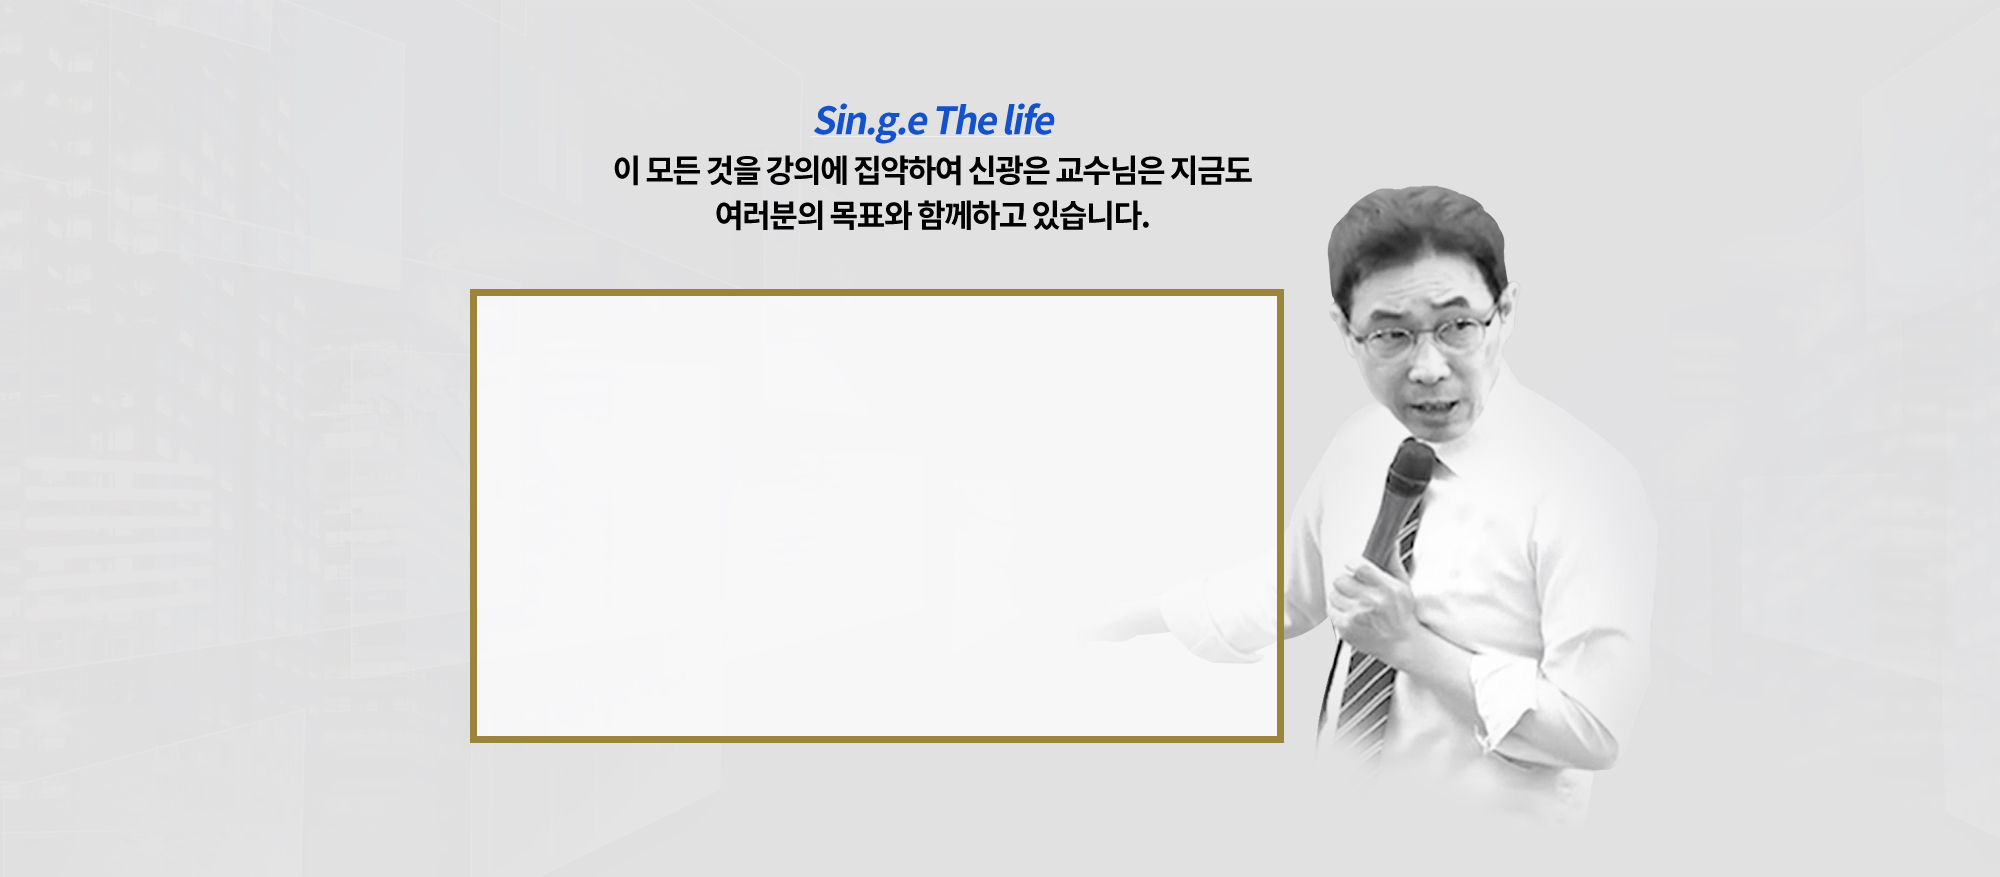 Sin.g.e The life
이 모든 것을 강의에 집약하여 신광은 교수님은 지금도
여러분의 목표와 함께하고 있습니다.